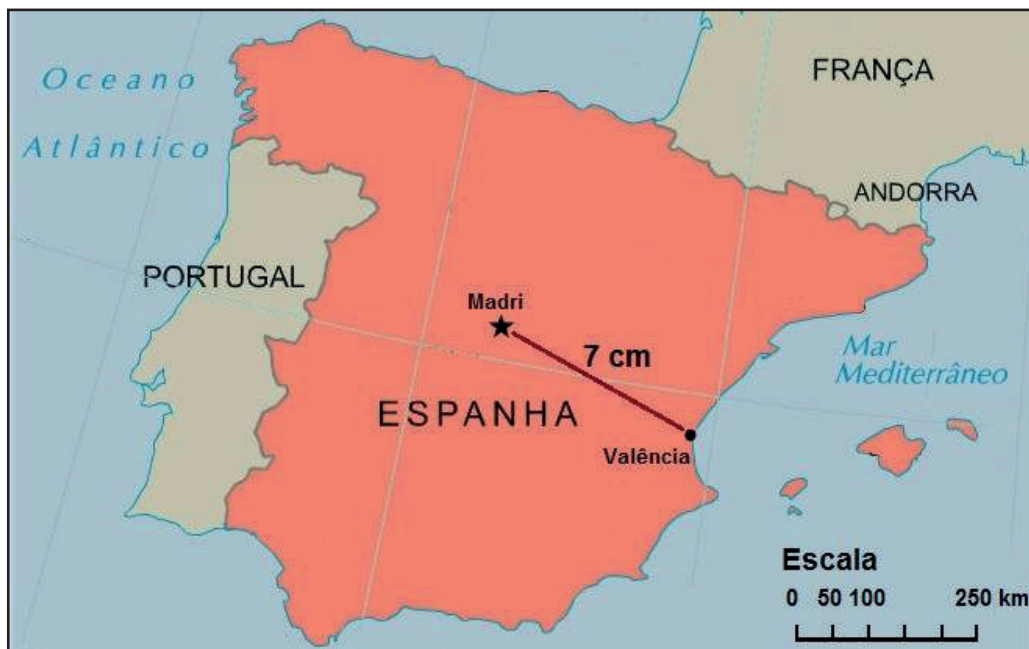 Oceano
Atlântico
FRANÇA
ANDORRA
PORTUGAL
Madri
7 cm
Mar
Mediterrâneo
ESPANHA
Valência
Escala
0 50 100 250 km